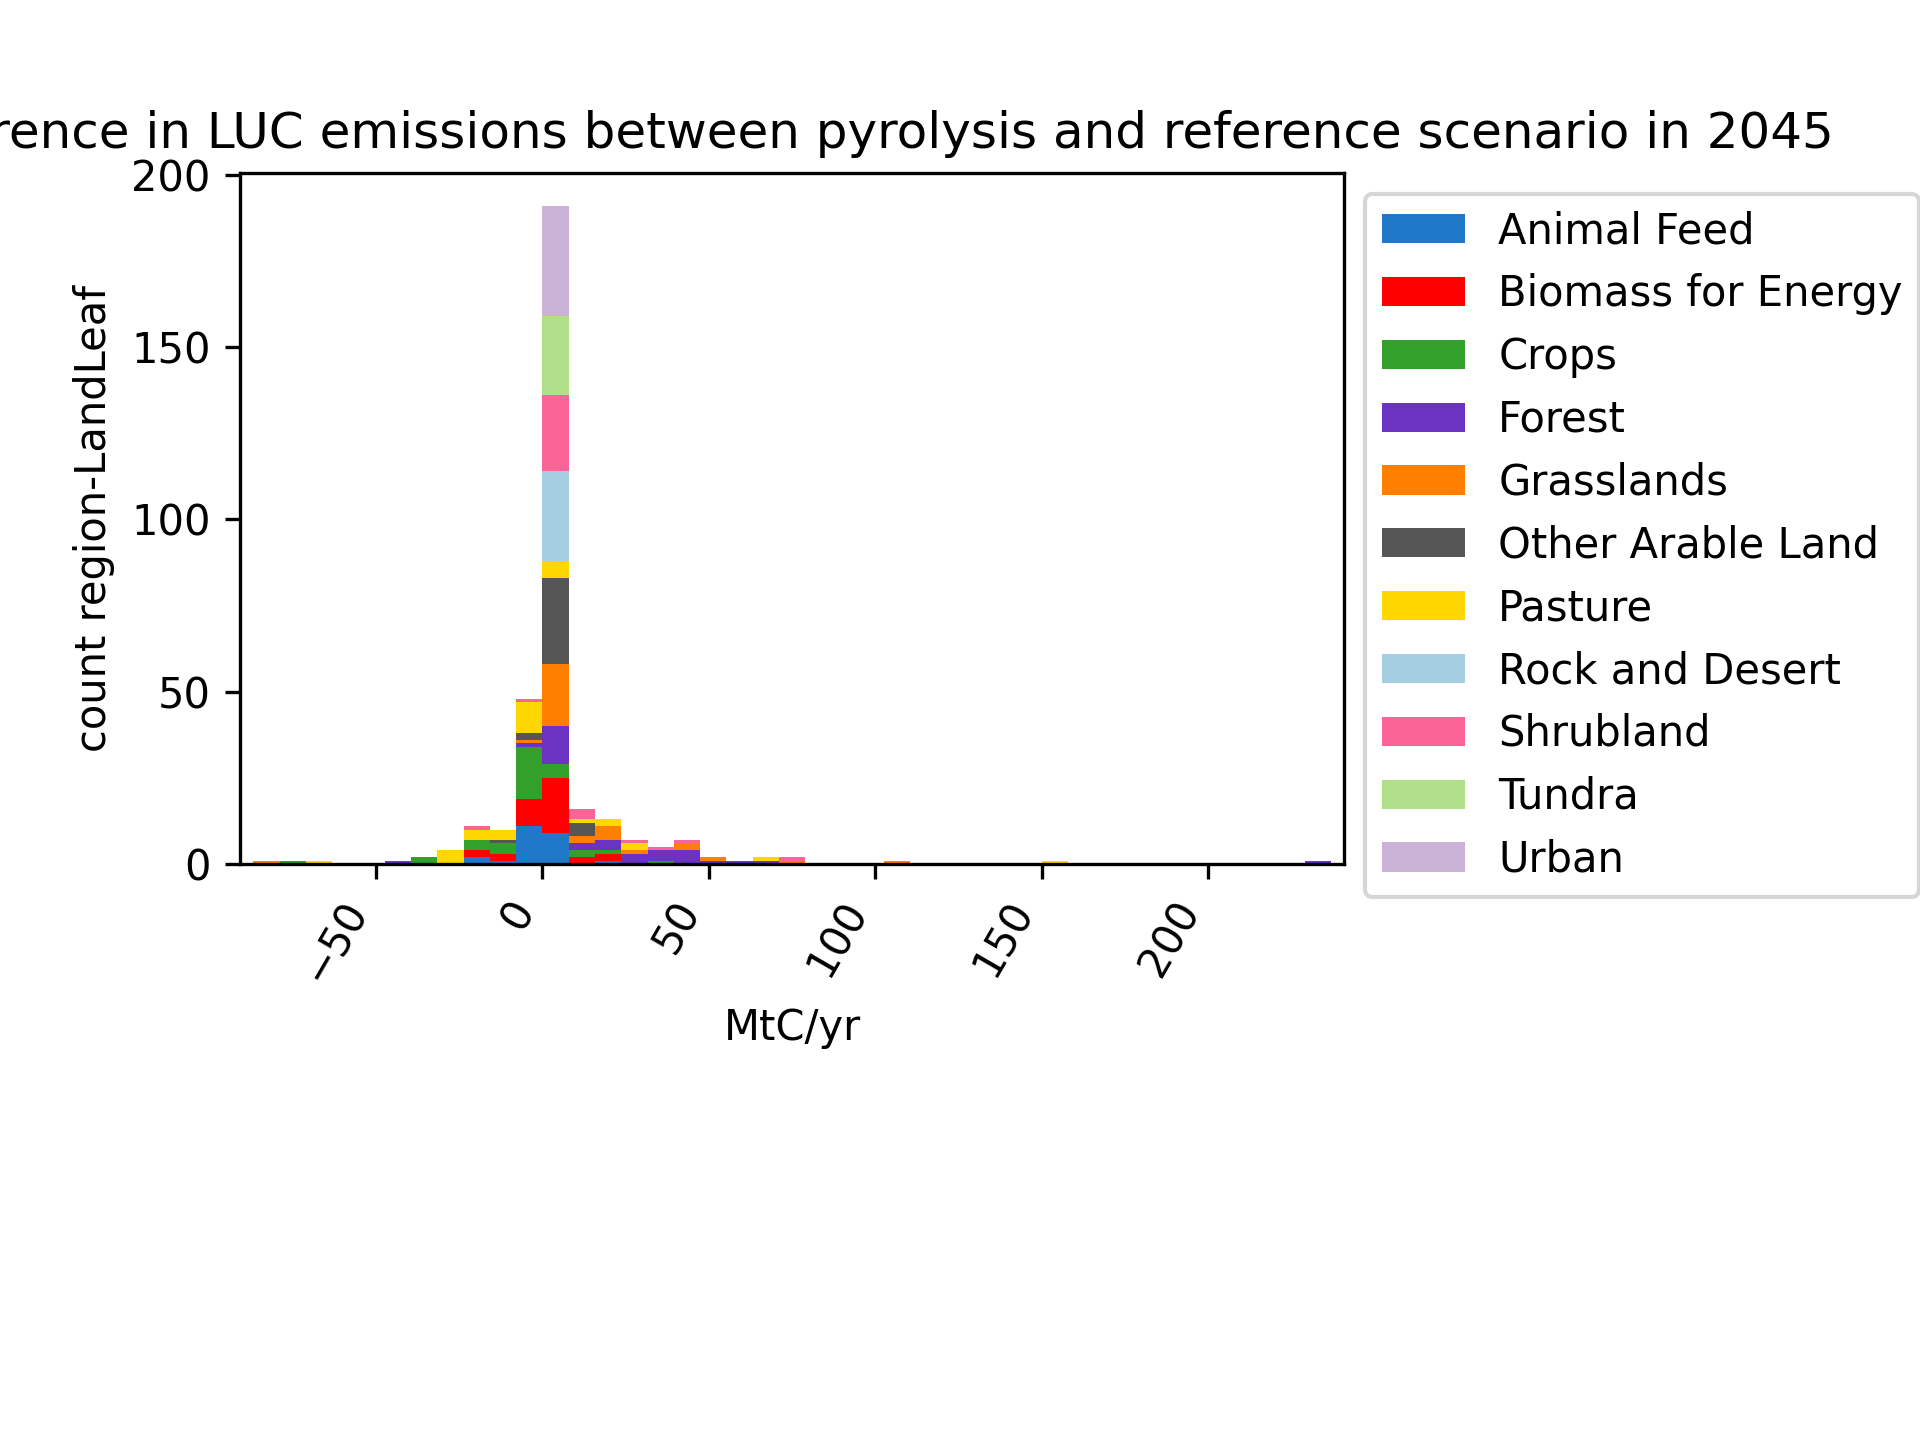 rence in LUC emissions between pyrolysis and reference scenario in 2045
200
150
100
50
0
count region-LandLeaf
−50
0
50
100
150
200
MtC/yr
Animal Feed
Biomass for Energy
Crops
Forest
Grasslands
Other Arable Land
Pasture
Rock and Desert
Shrubland
Tundra
Urban